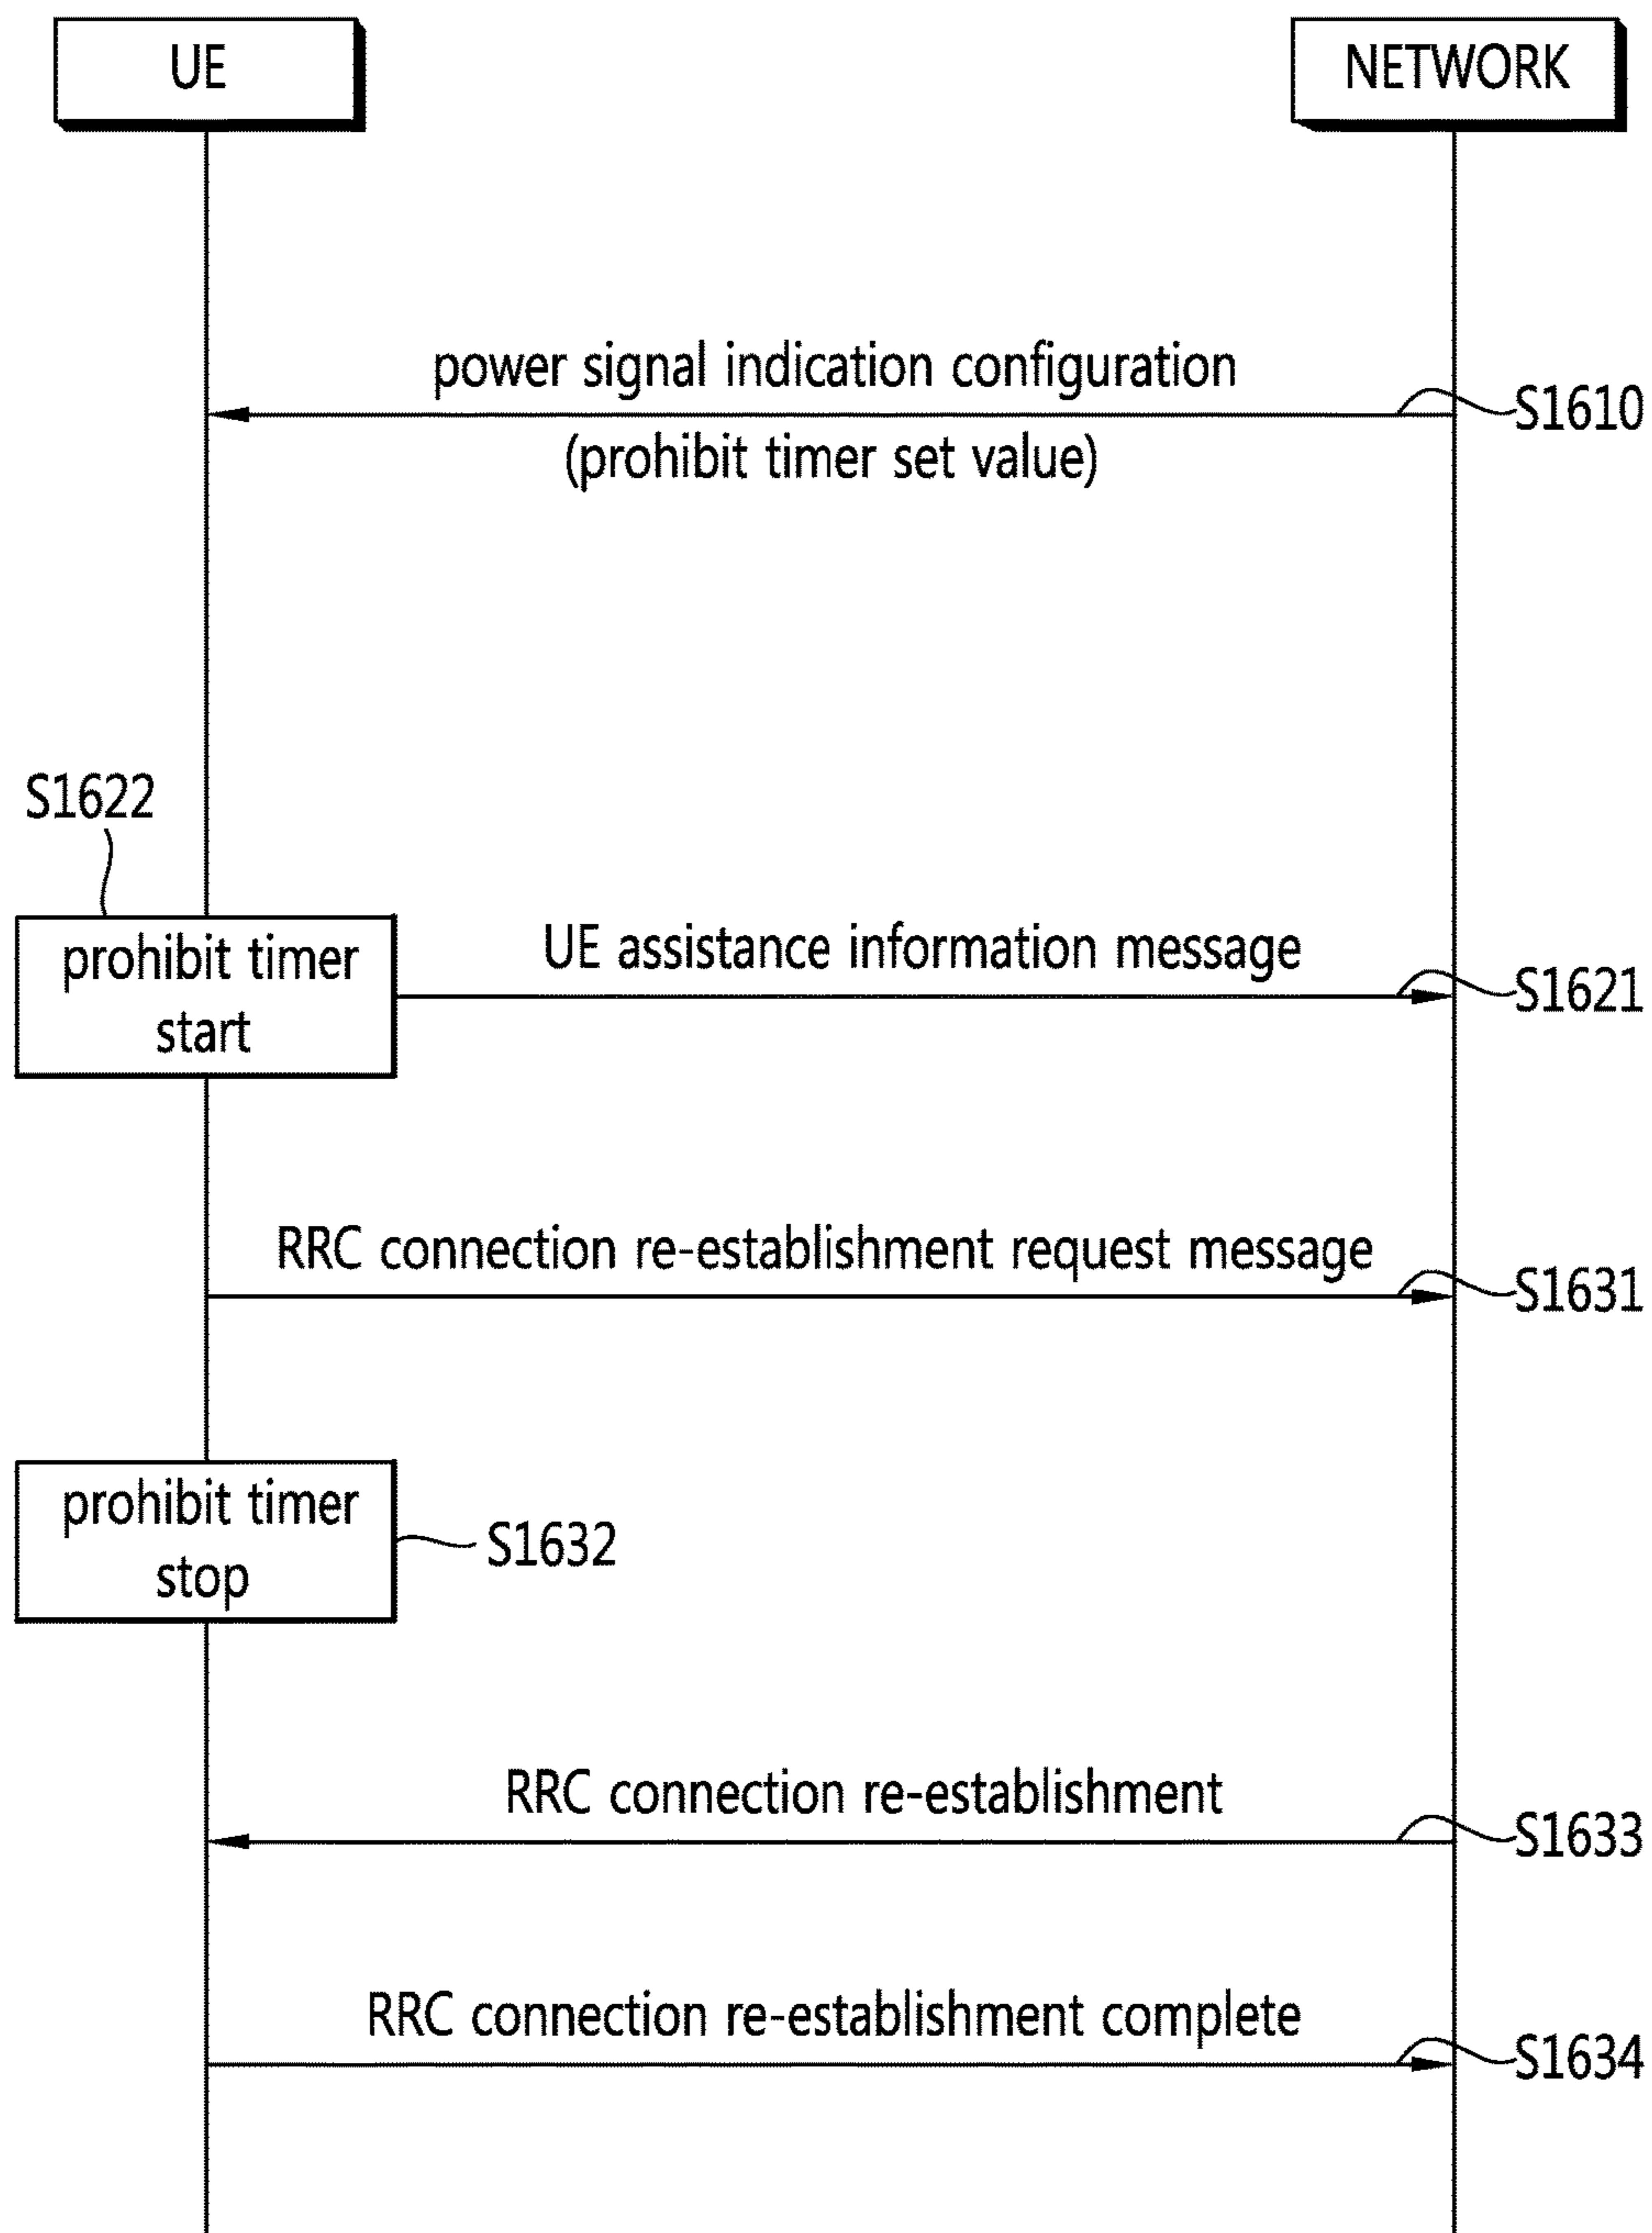 UE
NETWORK
power signal indication configuration
S1610
(prohibit timer set value)
S1622
prohibit timer
start
UE assistance information message
S1621
RRC connection re-establishment request message
S1631
prohibit timer
stop
S1632
RRC connection re-establishment
S1633
RRC connection re-establishment complete
S1634